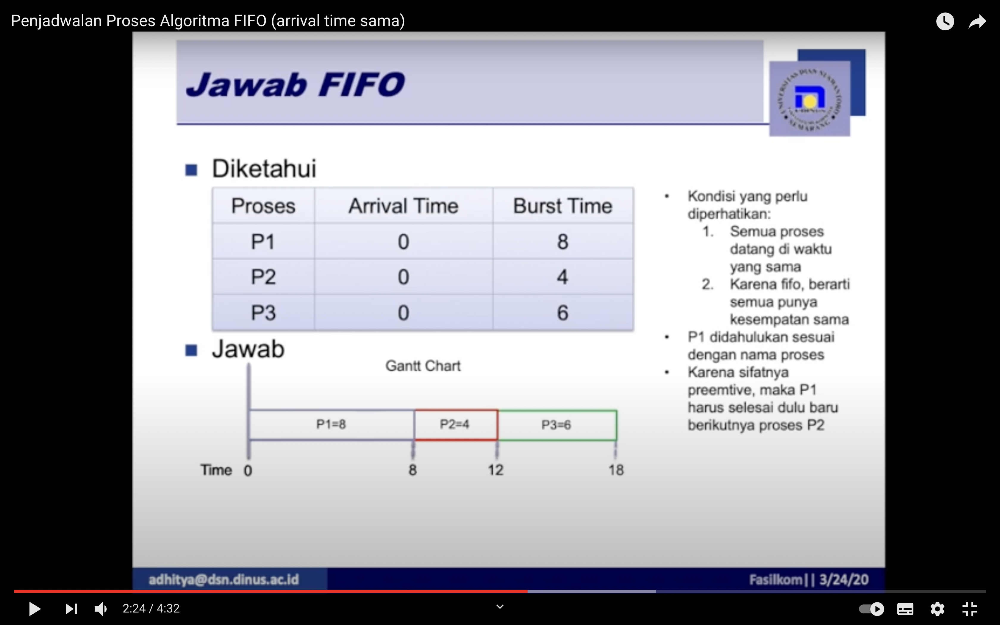 Penjadwalan Proses Algoritma FIFO (arrival time sama)
Jawab FIFO
UNIVERSITAS DIAN NUSWANTORO
SEMARANG
Diketahui
Proses Arrival Time Burst Time
P1 0 8
P2 0 4
P3 0 6
Jawab
Gantt Chart
P1=8 P2=4 P3=6
Time 0 8 12 18
• Kondisi yang perlu
diperhatikan:
1. Semua proses
datang di waktu
yang sama
2. Karena fifo, berarti
semua punya
kesempatan sama
• P1 didahulukan sesuai
dengan nama proses
• Karena sifatnya
preemtive, maka P1
harus selesai dulu baru
berikutnya proses P2
adhitya@dsn.dinus.ac.id
Fasilkom|| 3/24/20
2:24 / 4:32